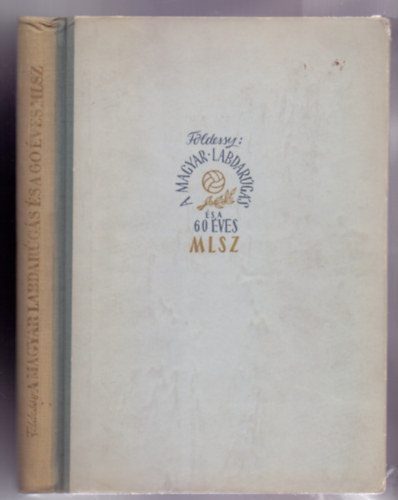 Földessy: A MAGYAR LABDARÚGÁS ÉS A 60 ÉVES MLSZ
Földessy:
A MAGYAR · LABDARÚGÁS
ÉS A
60 ÉVES
MLSZ